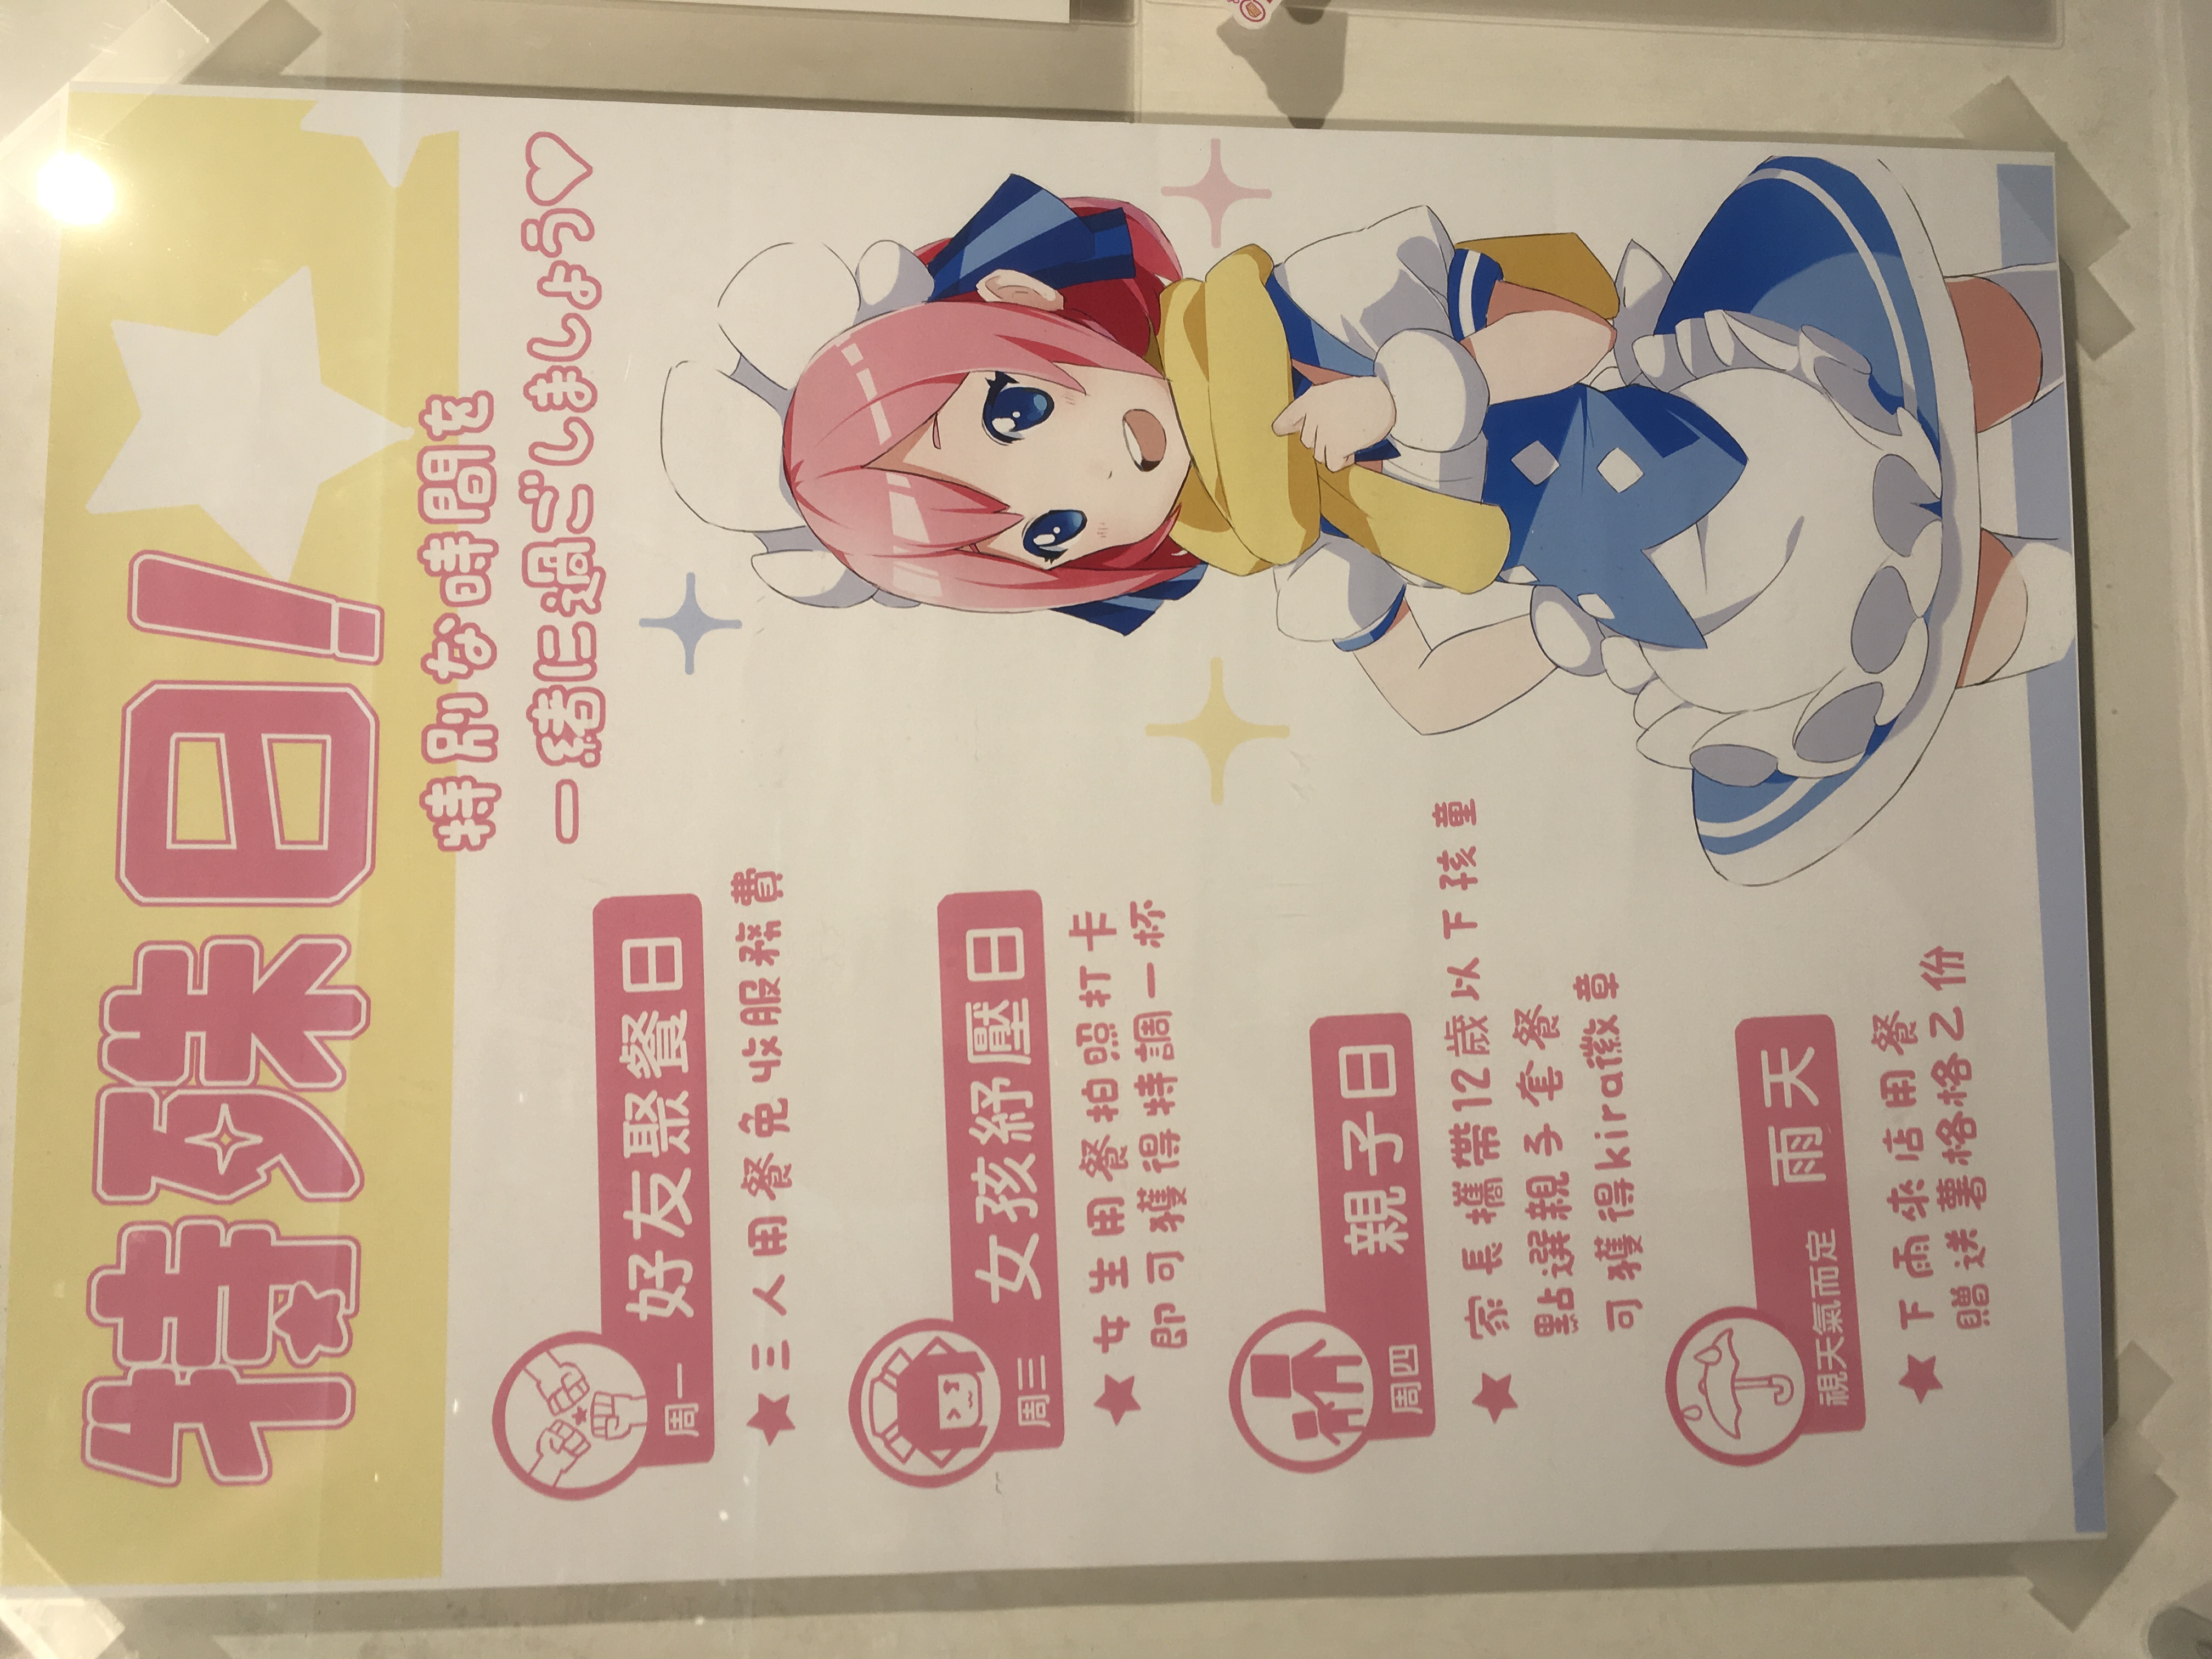 特殊日!
特別な時間を
一緒に過ごしましょう♡
周一 好友聚餐日
★三人用餐免收服務費
周三 女孩紓壓日
★女生用餐拍照打卡
即可獲得特調一杯
周四 親子日
★家長攜帶12歲以下孩童
點選親子套餐
可獲得kira徽章
視天氣而定 雨天
★下雨來店用餐
贈送薯格格乙份